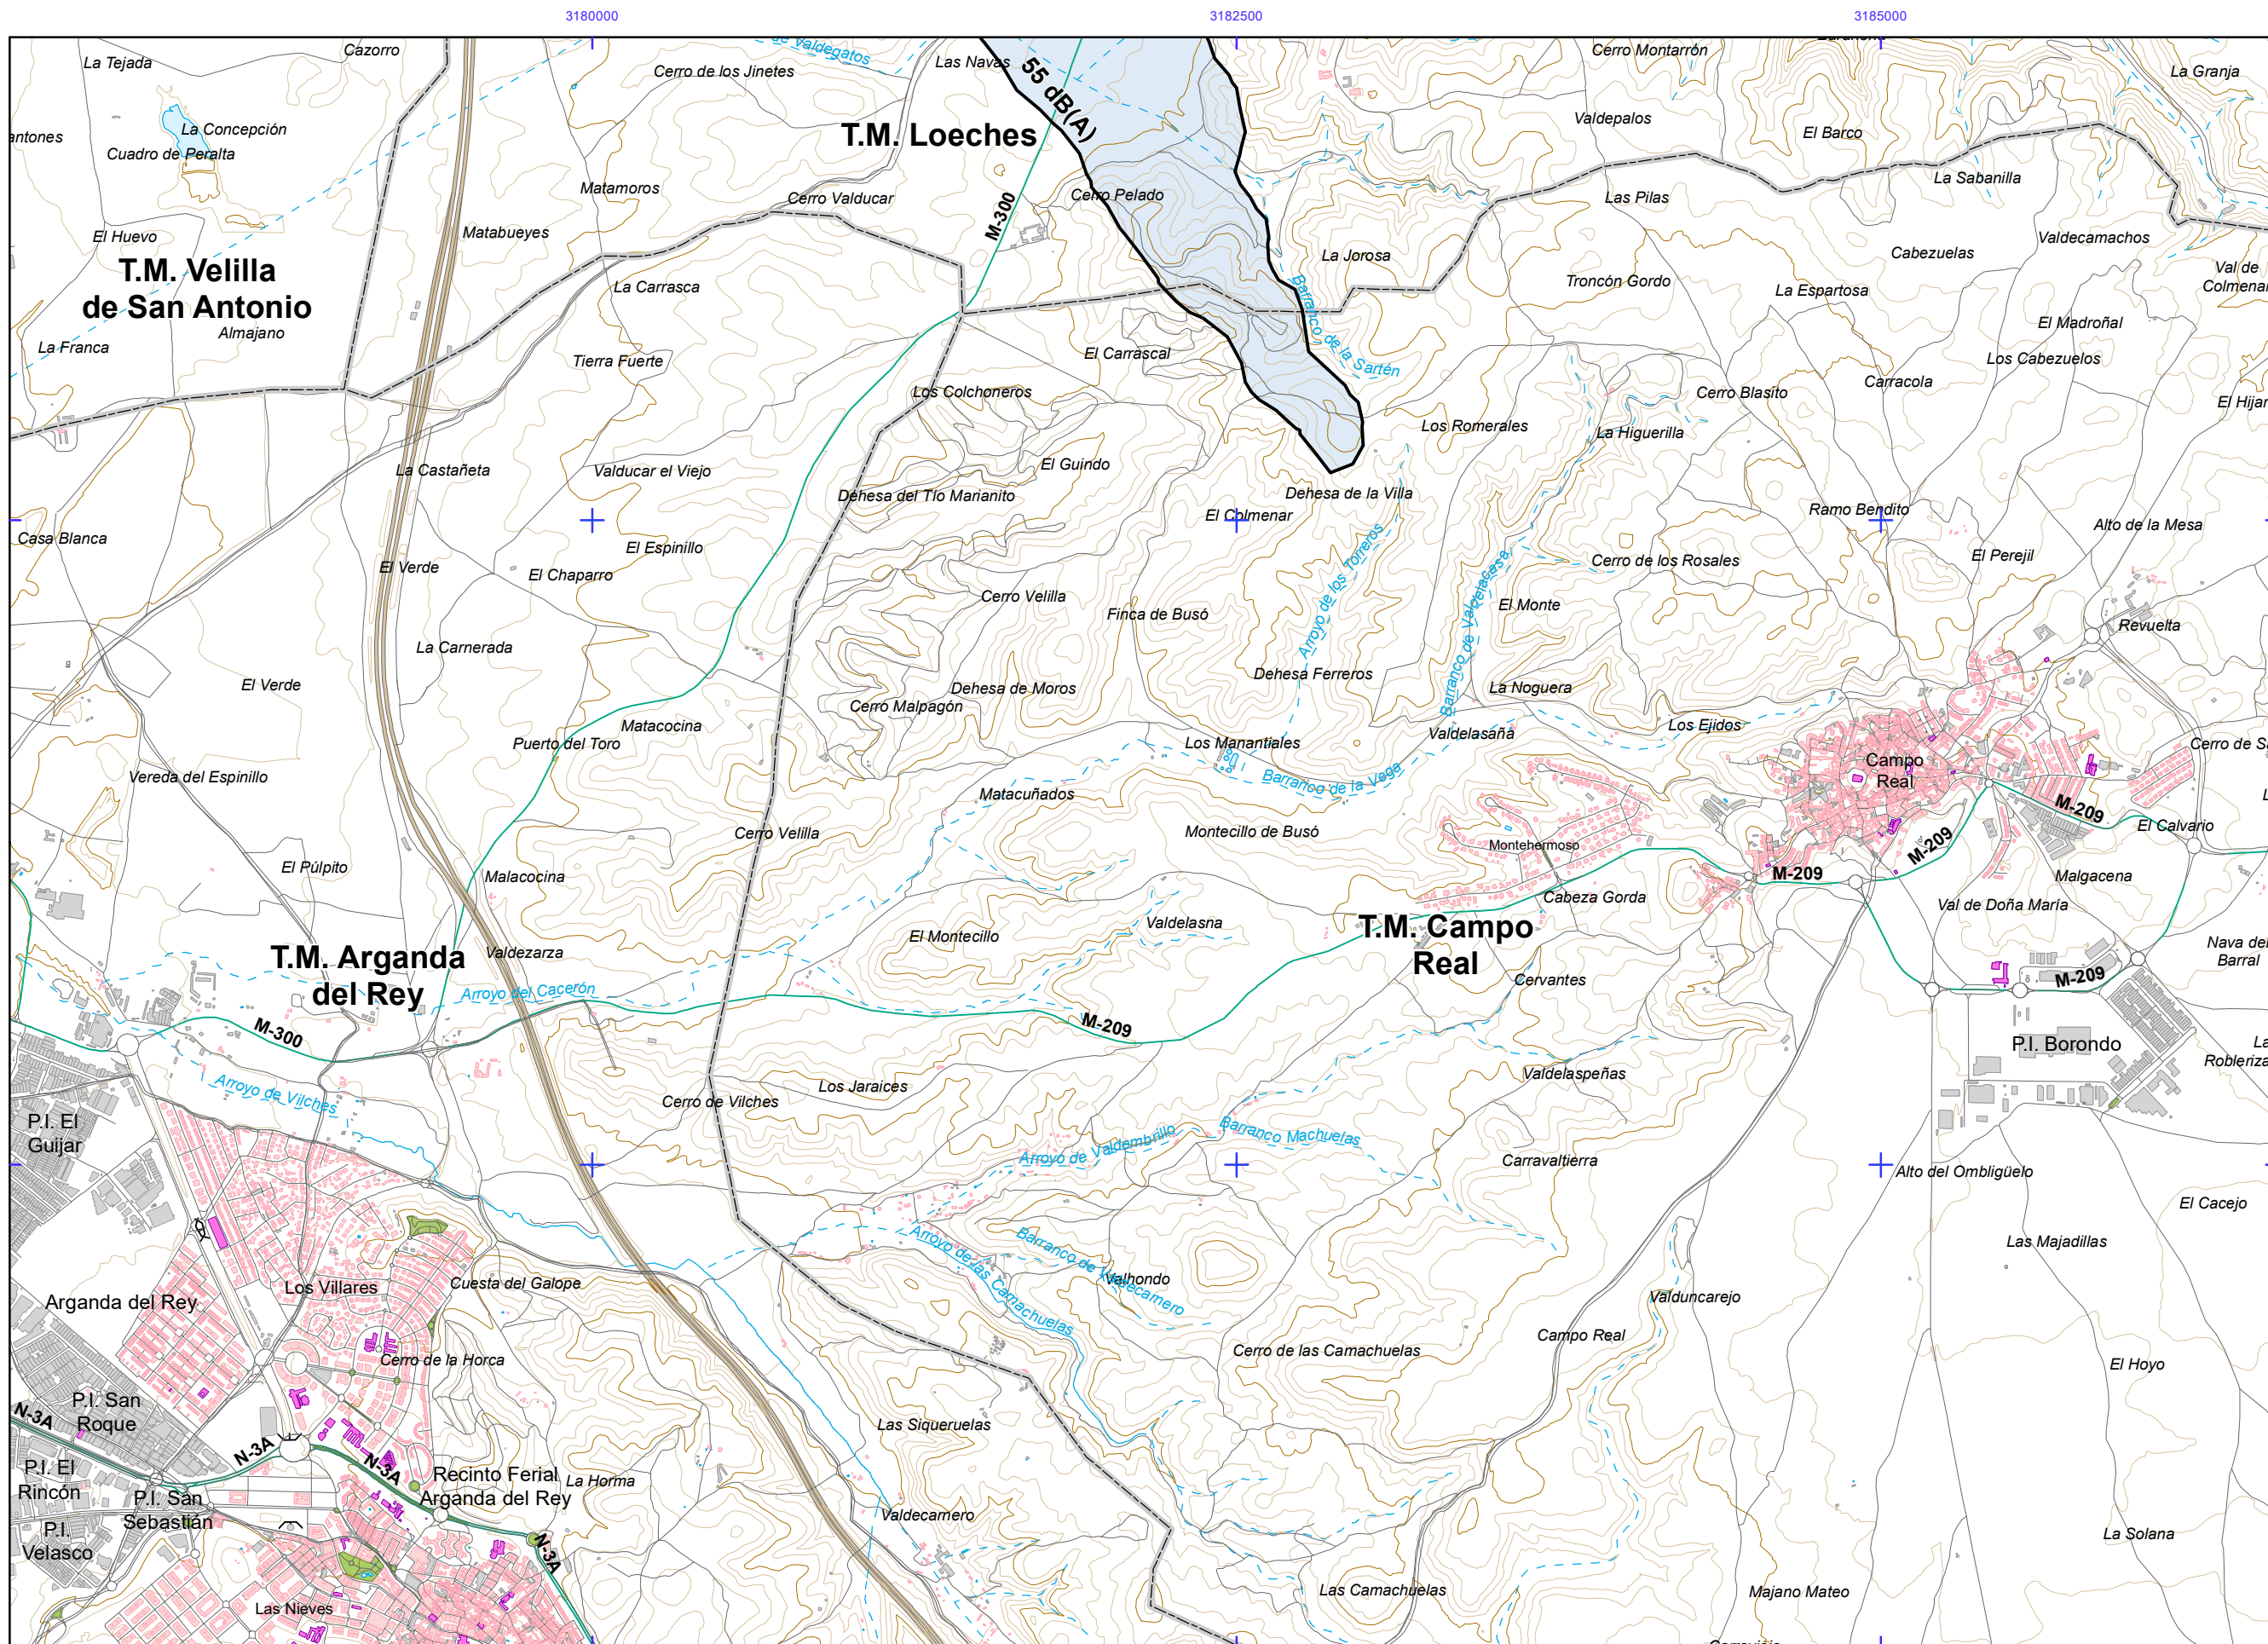 3180000
3182500
3185000
Cazorro
La Tejada
de Valdegatos
Las Navas
Cerro Montarrón
La Granja
Cerro de los Jinetes
55 dB(A)
La Concepción
Cuadro de Peralta
T.M. Loeches
Valdepalos
El Barco
antones
Matamoros
Cerro Valducar
Cerro Pelado
Las Pilas
La Sabanilla
M-300
El Huevo
Matabueyes
Valdecamachos
T.M. Velilla
de San Antonio
La Jorosa
Cabezuelas
Val de
Colmenar
La Carrasca
Troncón Gordo
La Espartosa
Barranco de la Sartén
Almajano
La Franca
El Madroñal
Tierra Fuerte
El Carrascal
Los Cabezuelos
Carracola
Los Colchoneros
Cerro Blasito
El Hijar
Los Romerales
La Higuerilla
La Castañeta
Valducar el Viejo
El Guindo
Dehesa del Tío Marianito
Dehesa de la Villa
El Colmenar
Ramo Bendito
Alto de la Mesa
Casa Blanca
El Espinillo
El Perejil
El Verde
El Chaparro
Cerro de los Rosales
Arroyo de los Torreros
Barranco de Valdelacasa
Cerro Velilla
El Monte
Finca de Busó
Revuelta
La Carnerada
El Verde
Dehesa Ferreros
Dehesa de Moros
La Noguera
Cerro Malpagón
Matacocina
Los Ejidos
Puerto del Toro
Los Manantiales
Valdelasaña
Cerro de S
Vereda del Espinillo
Barranco de la Vega
Campo
Real
Matacuñados
M-209
Cerro Velilla
Montecillo de Busó
Montehermoso
M-209
El Calvario
El Púlpito
Malacocina
M-209
Malgacena
Cabeza Gorda
Val de Doña María
Valdelasna
T.M. Campo
Real
El Montecillo
Valdezarza
T.M. Arganda
del Rey
Nava del
Barral
Cervantes
M-209
Arroyo del Cacerón
M-300
M-209
P.I. Borondo
La
Robleriza
Valdelaspeñas
Los Jaraices
Arroyo de Vilches
Cerro de Vilches
P.I. El
Guijar
Arroyo de Valdembrillo
Barranco Machuelas
Carravaltierra
Alto del Ombligüelo
El Cacejo
Barranco de Valdecarnero
Arroyo de las Camachuelas
Las Majadillas
Los Villares
Cuesta del Galope
Valhondo
Valduncarejo
Arganda del Rey
Campo Real
Cerro de la Horca
Cerro de las Camachuelas
El Hoyo
P.I. San
Roque
N-3A
N-3A
Las Siqueruelas
N-3A
P.I. El
Rincón
Recinto Ferial
Arganda del Rey
La Horma
P.I. San
Sebastián
Valdecarnero
P.I.
Velasco
N-3A
La Solana
Las Camachuelas
Majano Mateo
Las Nieves